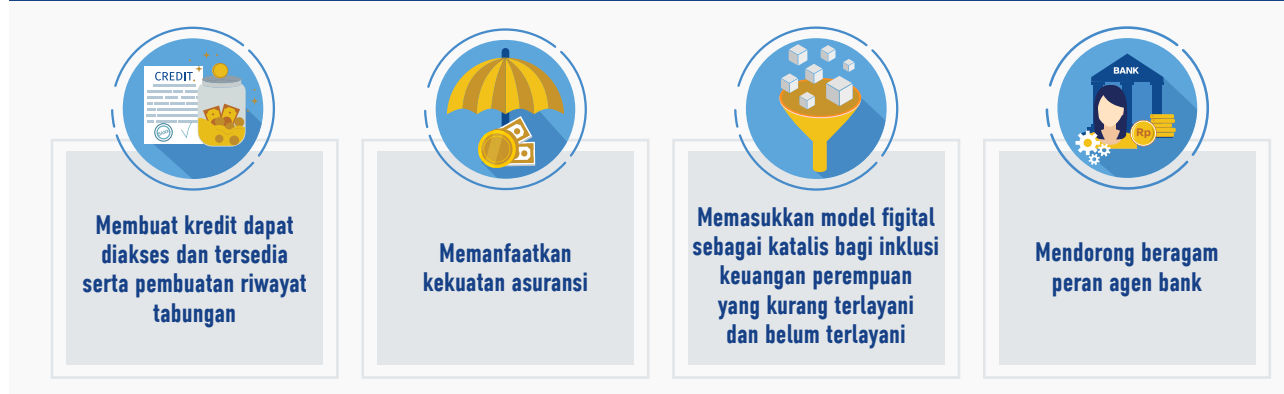 CREDIT
Membuat kredit dapat
diakses dan tersedia
serta pembuatan riwayat
tabungan
Memanfaatkan
kekuatan asuransi
Memasukkan model figital
sebagai katalis bagi inklusi
keuangan perempuan
yang kurang terlayani
dan belum terlayani
BANK
Rp
Mendorong beragam
peran agen bank